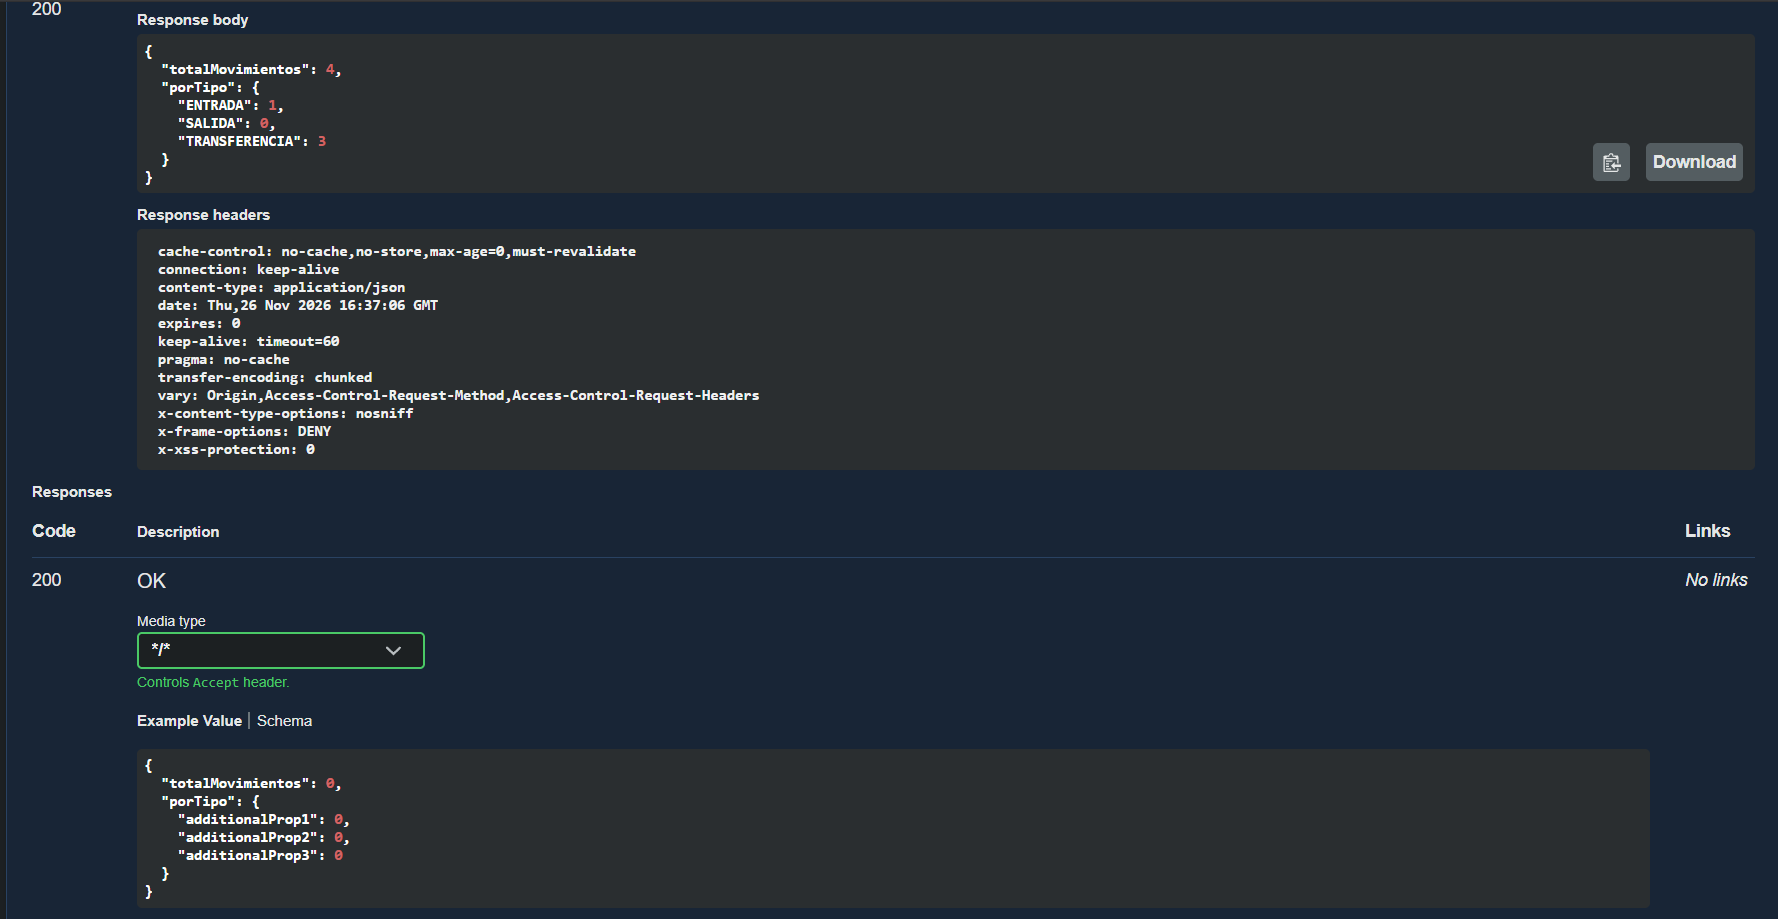 200
Response body
{
  "totalMovimientos": 4,
  "porTipo": {
    "ENTRADA": 1,
    "SALIDA": 0,
    "TRANSFERENCIA": 3
  }
}
Download
Response headers
cache-control: no-cache,no-store,max-age=0,must-revalidate
connection: keep-alive
content-type: application/json
date: Thu,26 Nov 2026 16:37:06 GMT
expires: 0
keep-alive: timeout=60
pragma: no-cache
transfer-encoding: chunked
vary: Origin,Access-Control-Request-Method,Access-Control-Request-Headers
x-content-type-options: nosniff
x-frame-options: DENY
x-xss-protection: 0
Responses
Code Description Links
200 OK No links
Media type
*/*
Controls Accept header.
Example Value | Schema
{
  "totalMovimientos": 0,
  "porTipo": {
    "additionalProp1": 0,
    "additionalProp2": 0,
    "additionalProp3": 0
  }
}